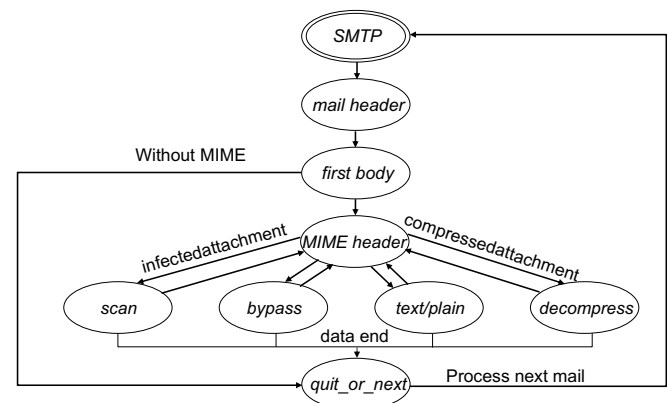 SMTP
mail header
Without MIME
first body
infectedattachment
MIME header
compressedattachment
scan
bypass
text/plain
decompress
data end
quit_or_next
Process next mail